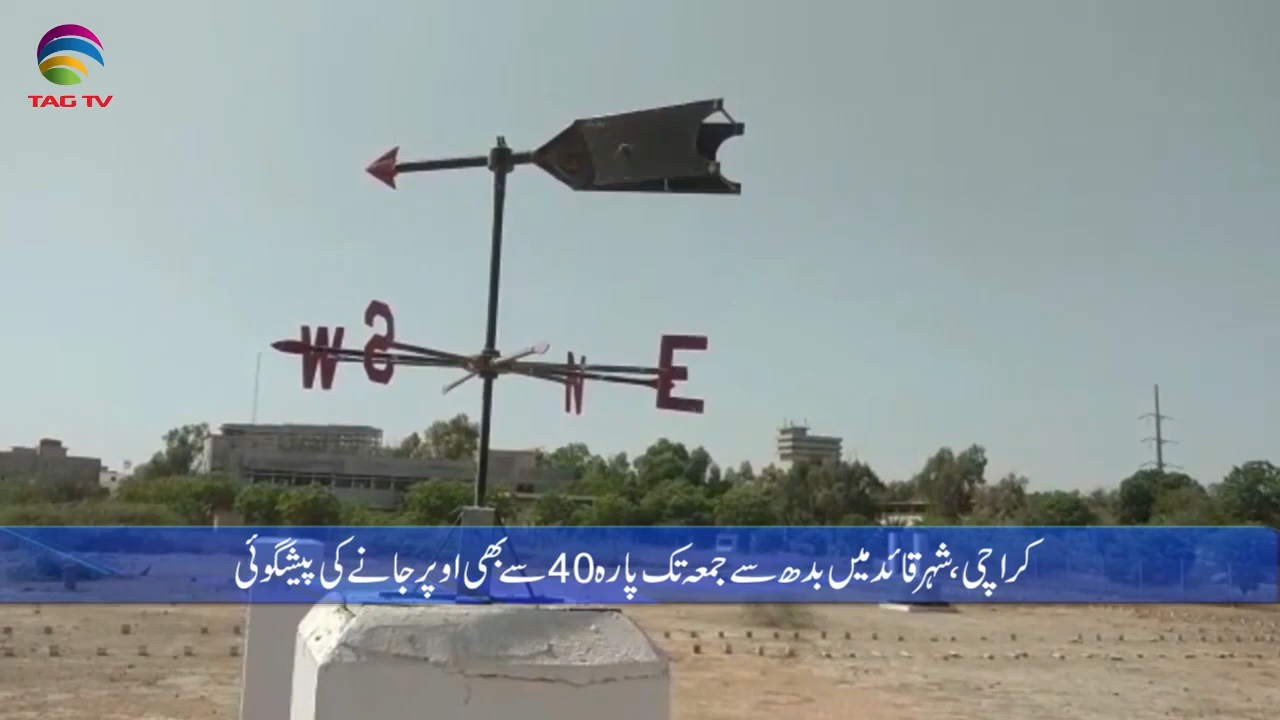 TAG TV
W S N E
کراچی، شہر قائد میں بدھ سے جمعہ تک پارہ 40 سے بھی اوپر جانے کی پیشگوئی